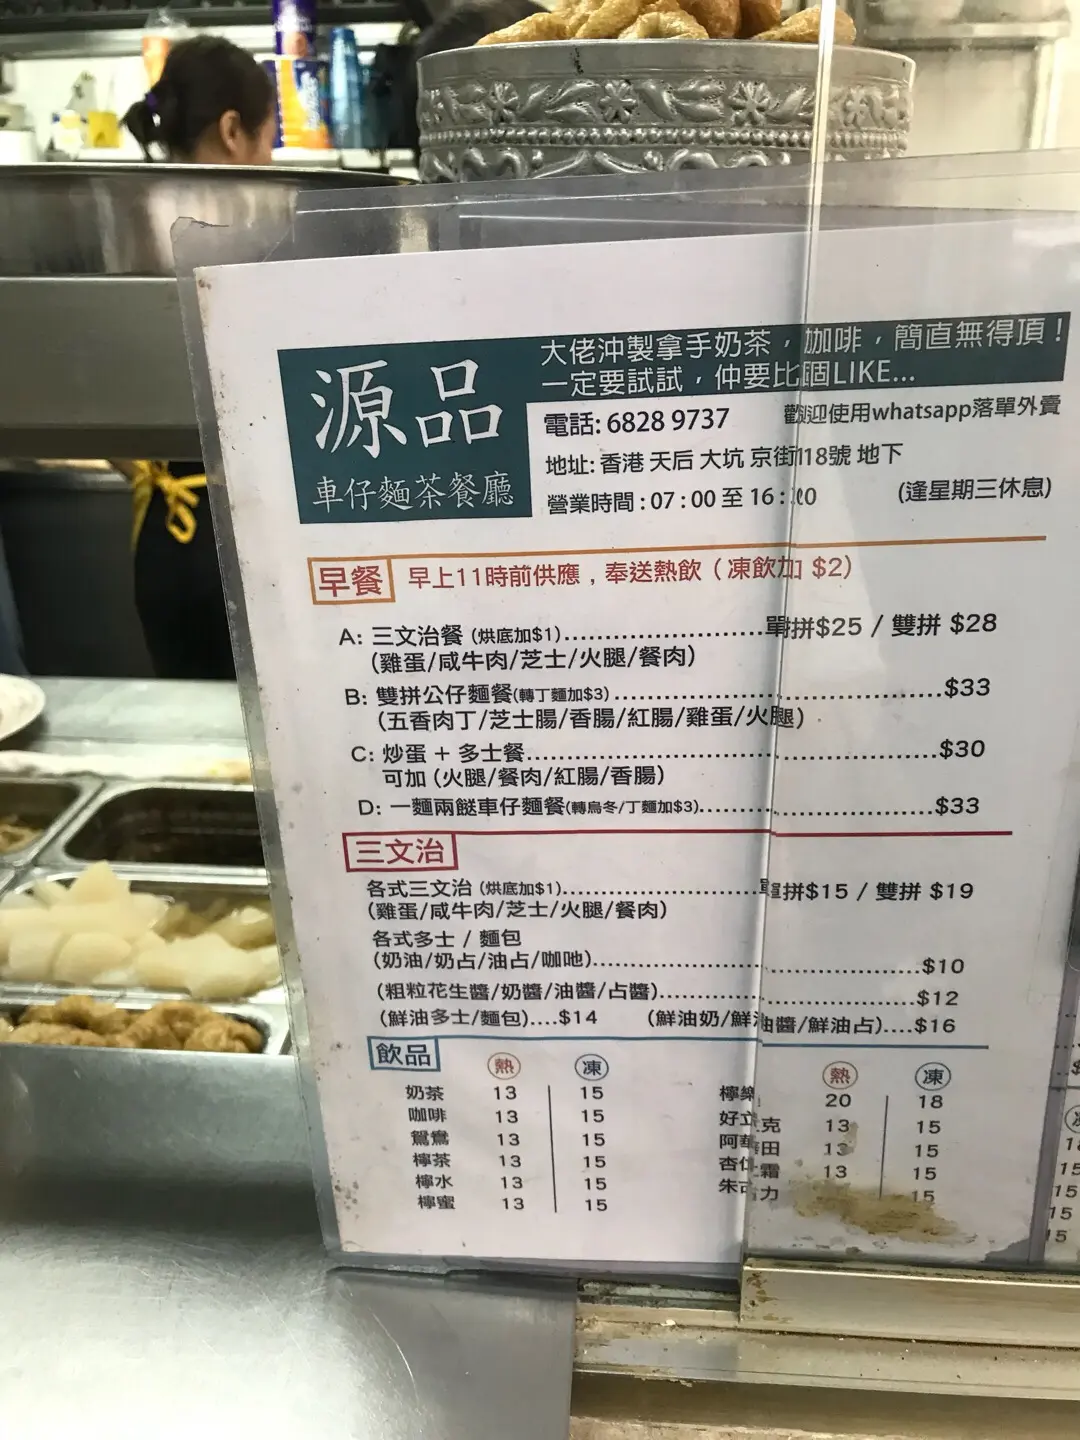 源品
車仔麵茶餐廳
大佬沖製拿手奶茶，咖啡，簡直無得頂！
一定要試試，仲要比個LIKE...
電話: 6828 9737
歡迎使用whatsapp落單外賣
地址: 香港 天后 大坑 京街118號 地下
營業時間 : 07 : 00 至 16 :
(逢星期三休息)
早餐 早上11時前供應 , 奉送熱飲（凍飲加 $2）
A: 三文治餐 (烘底加$1)......................單拼$25 / 雙拼 $28
（雞蛋/咸牛肉/芝士/火腿/餐肉）
B: 雙拼公仔麵餐(轉丁麵加$3)....................................$33
（五香肉丁/芝士腸/香腸/紅腸/雞蛋/火腿）
C: 炒蛋 + 多士餐.............................................$30
可加（火腿/餐肉/紅腸/香腸）
D: 一麵兩餸車仔麵餐(轉烏冬/丁麵加$3)..........................$33
三文治
各式三文治 (烘底加$1)......................單拼$15 / 雙拼 $19
（雞蛋/咸牛肉/芝士/火腿/餐肉）
各式多士 / 麵包
(奶油/奶占/油占/咖吔)....................................$10
（粗粒花生醬/奶醬/油醬/占醬)..............................$12
（鮮油多士/麵包)....$14 （鮮油奶/鮮油醬/鮮油占)....$16
飲品 熱 凍 熱 凍
奶茶 13 15 檸樂 20 18
咖啡 13 15 好立克 13 15
鴛鴦 13 15 阿華田 13 15
檸茶 13 15 杏仁霜 13 15
檸水 13 15 朱古力 15
檸蜜 13 15